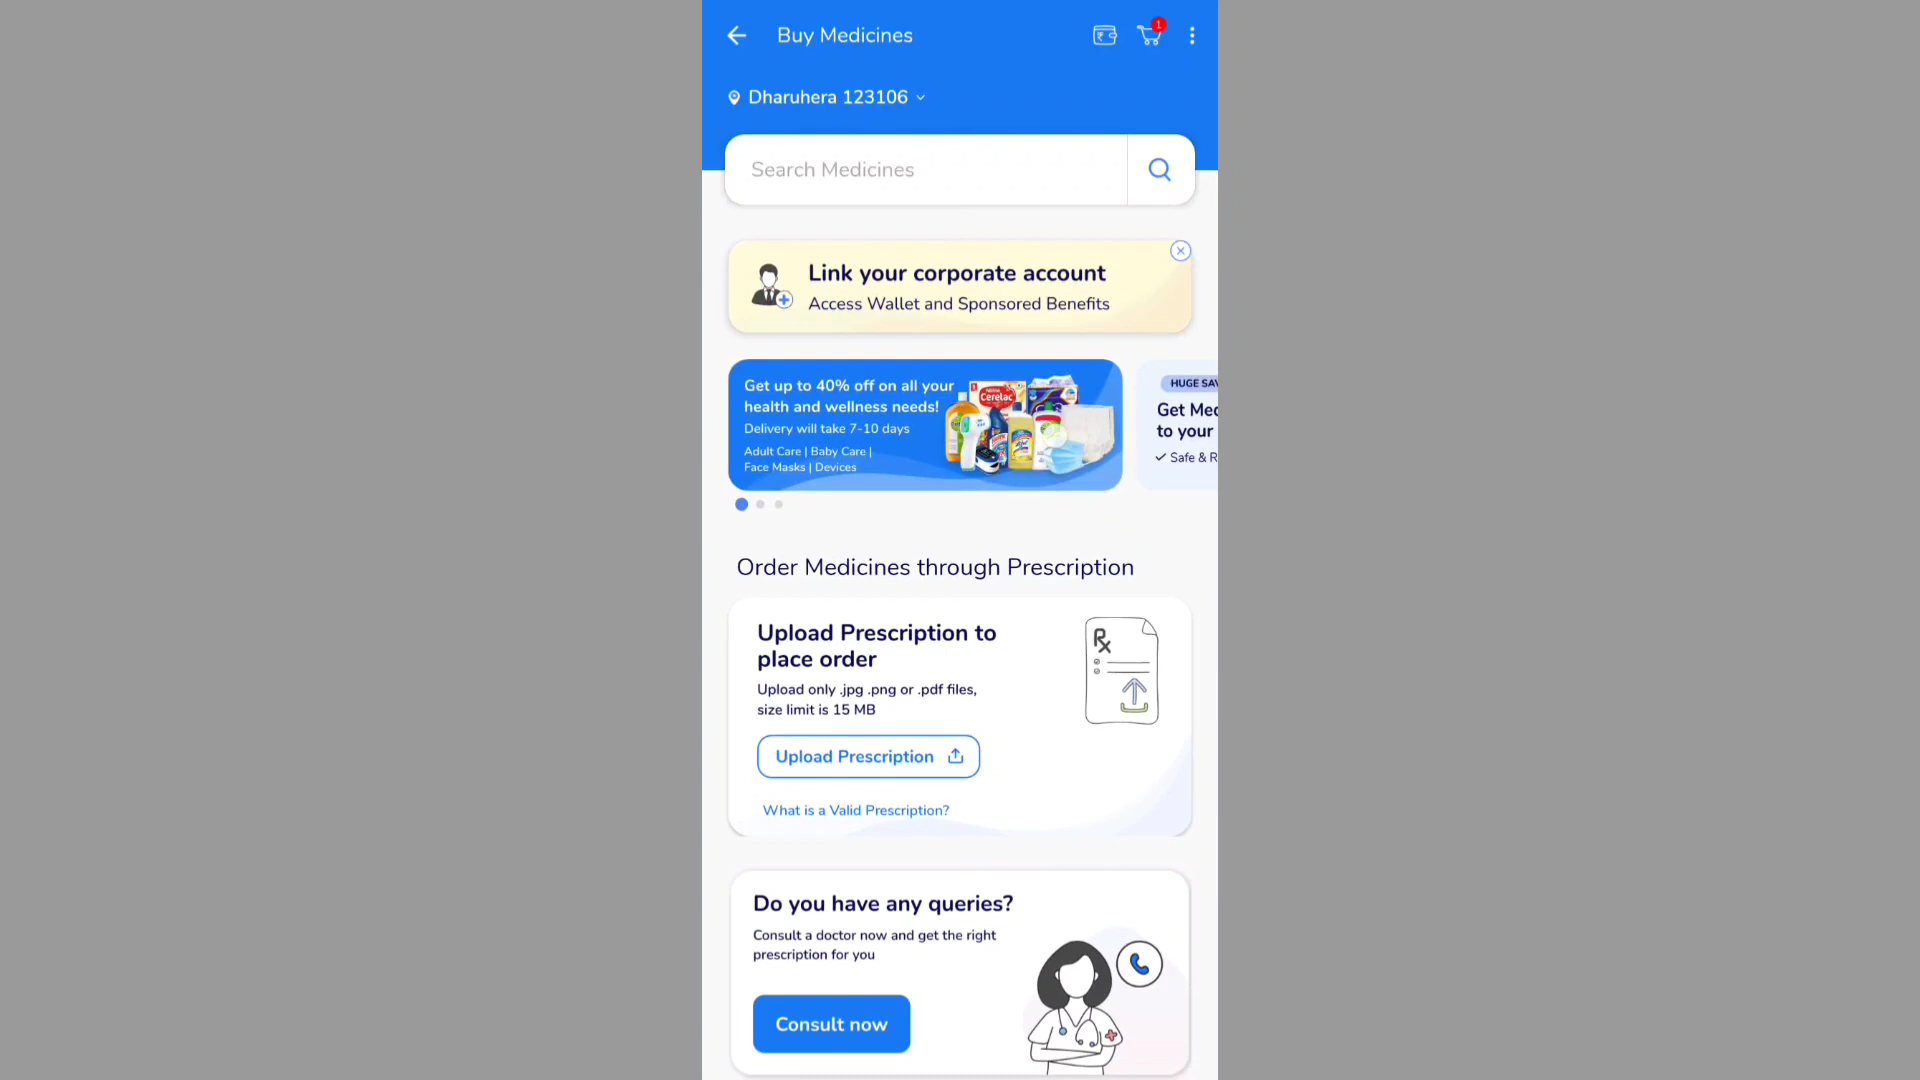 Buy Medicines
1
Dharuhera 123106
Search Medicines
Link your corporate account
Access Wallet and Sponsored Benefits
Get up to 40% off on all your
health and wellness needs!
Delivery will take 7-10 days
Adult Care | Baby Care |
Face Masks | Devices
Cerelac
HUGE SAV
Get Med
to your
Safe & R
Order Medicines through Prescription
Upload Prescription to
place order
Upload only .jpg .png or .pdf files,
size limit is 15 MB
Rx
Upload Prescription
What is a Valid Prescription?
Do you have any queries?
Consult a doctor now and get the right
prescription for you
Consult now